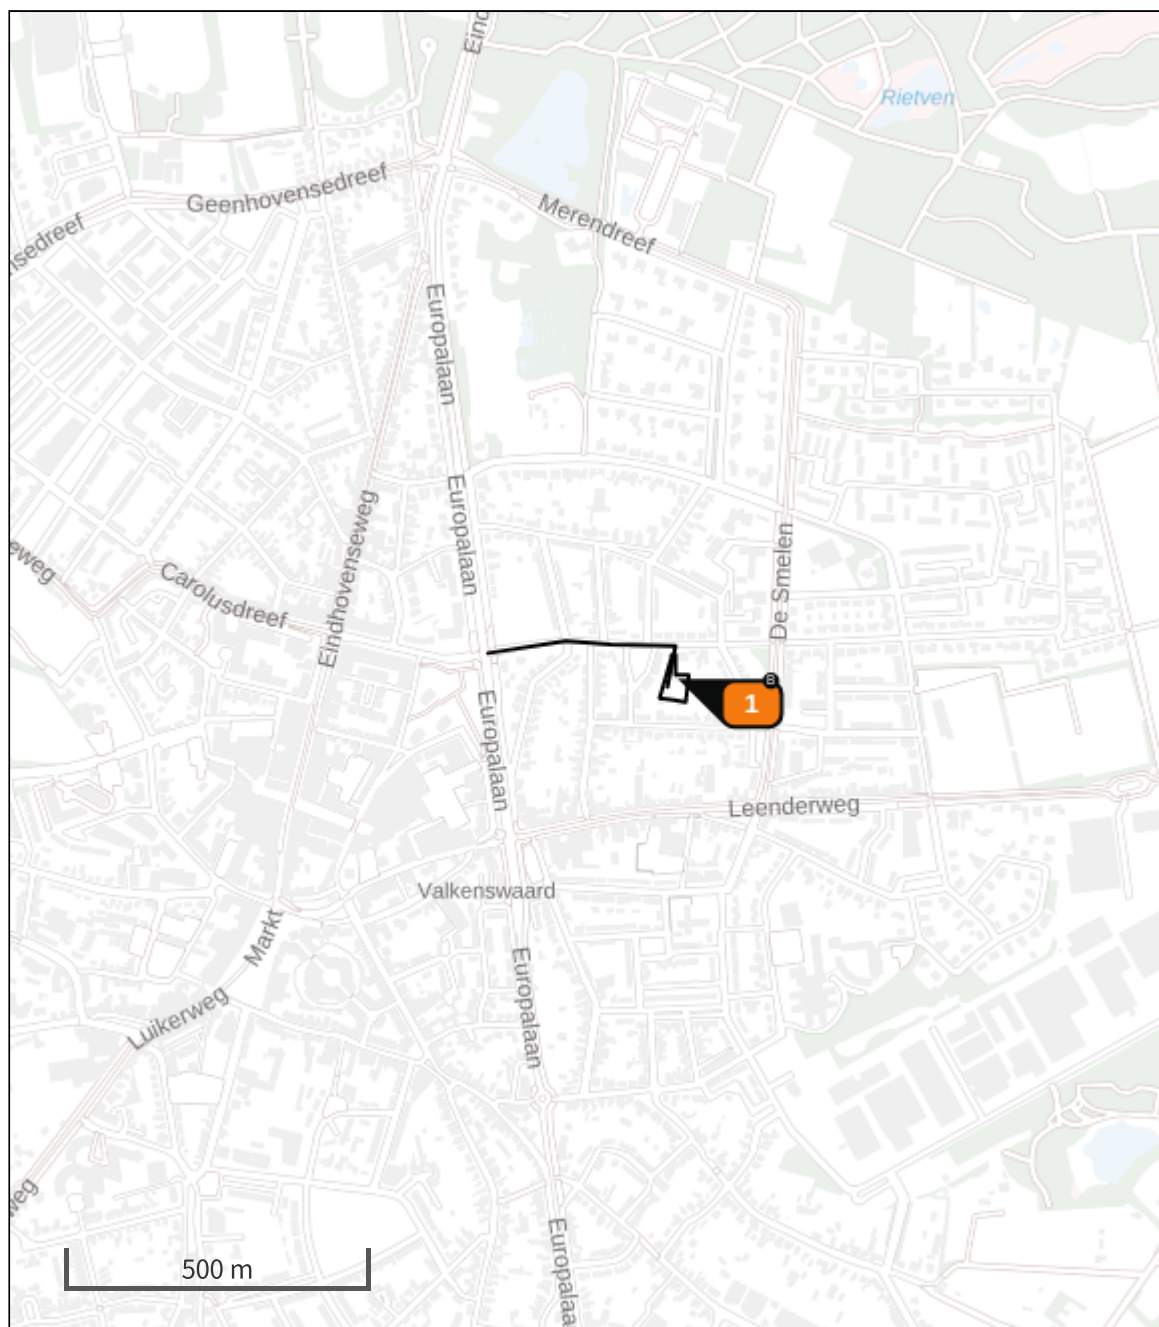 Eind
Rietven
Geenhovensedreef
Merendreef
nsedreef
Europalaan
Europalaan
Eindhovenseweg
De Smelen
eweg
Carolusdreef
B
1
Europalaan
Leenderweg
Valkenswaard
Markt
Europalaan
Luikerweg
weg
Europalaa
500 m